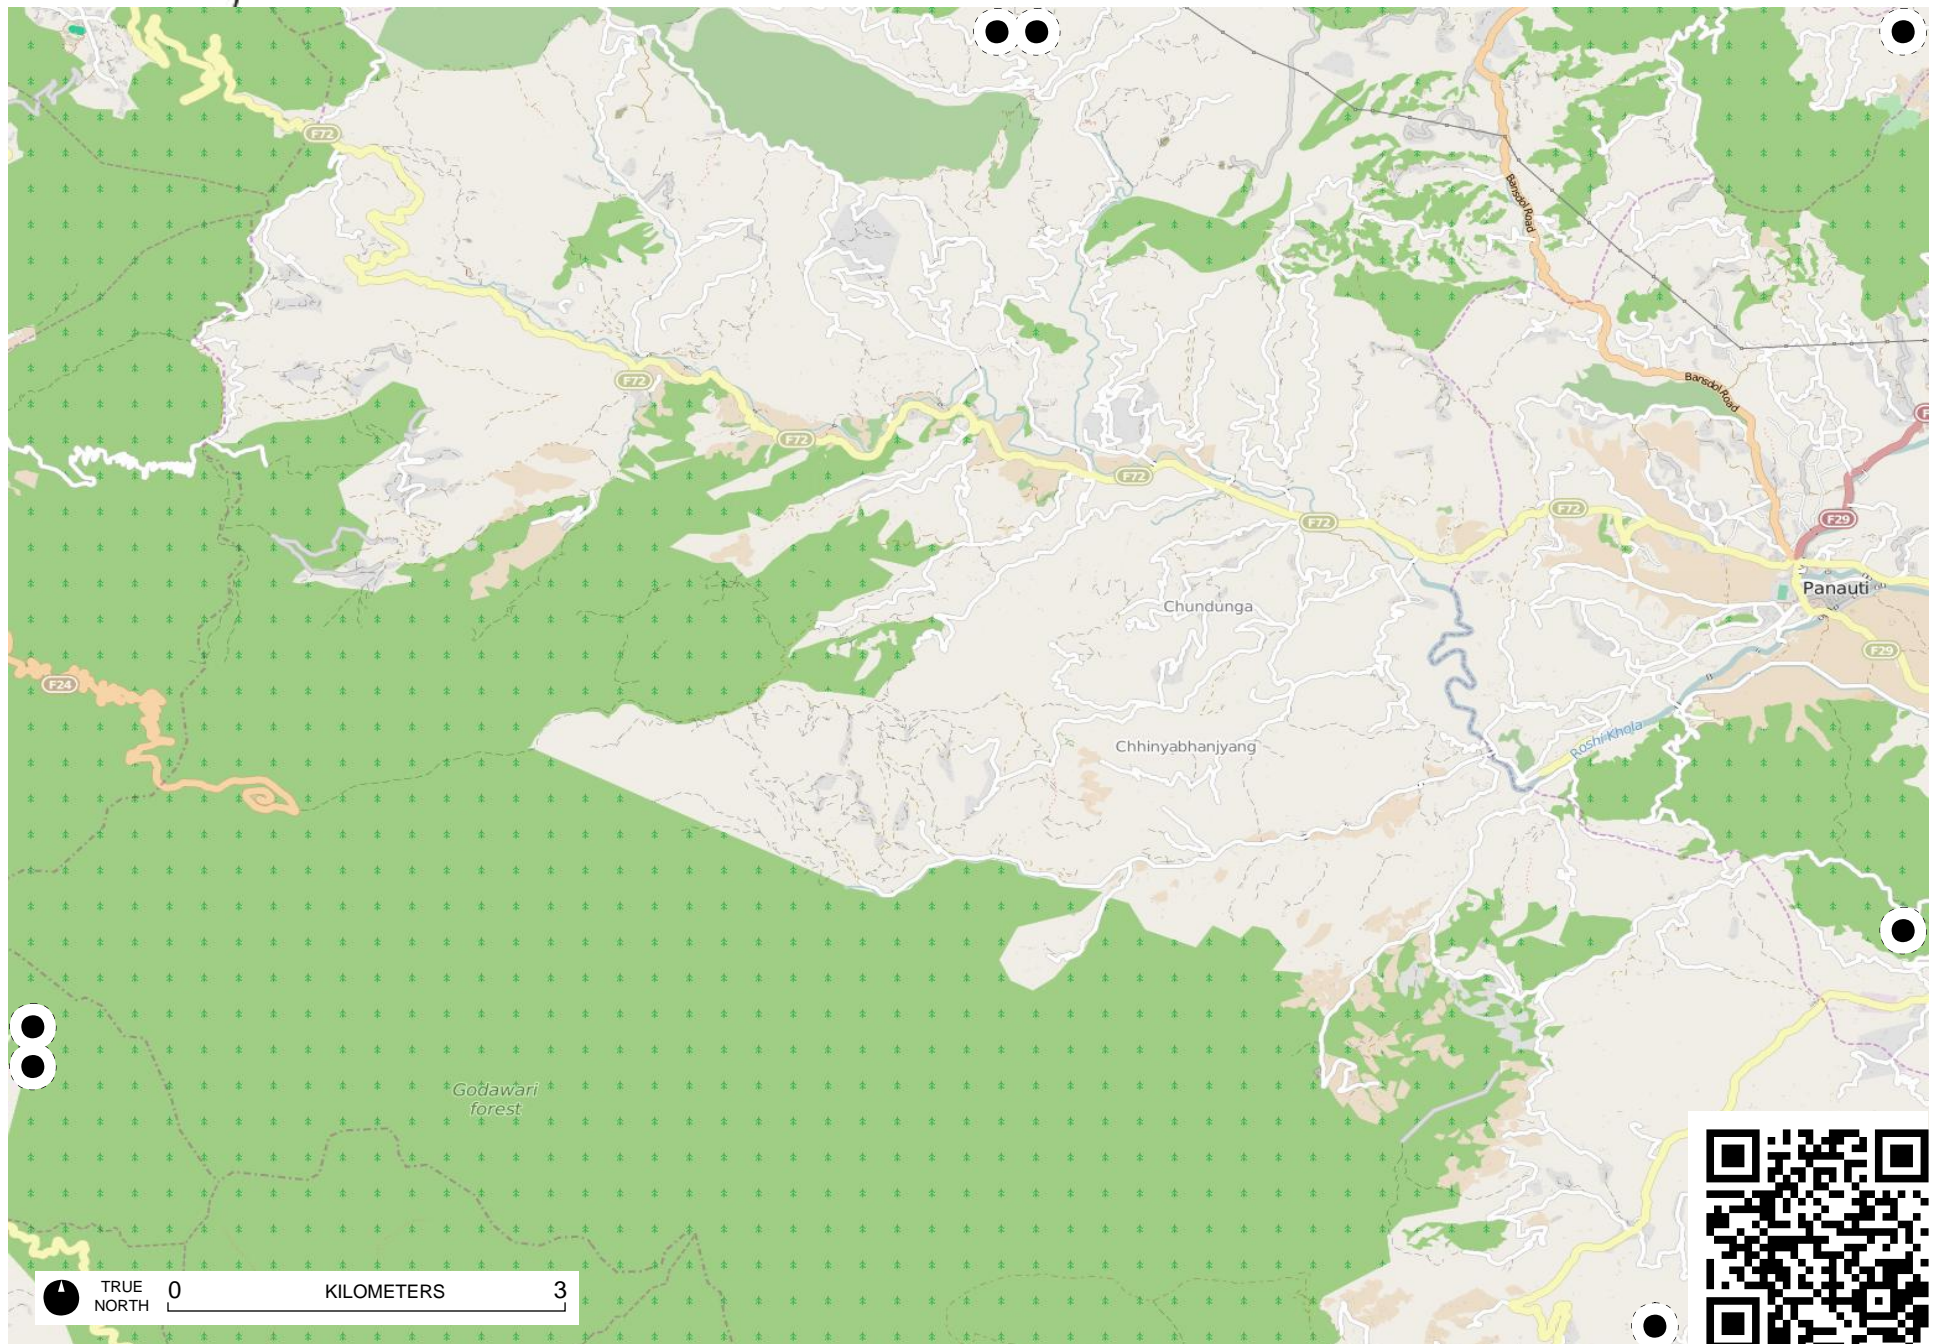 F72
Bansdol Road
F72
Bansdol Road
F72
F72
F72
F72
F29
Panauti
Chundunga
F29
F24
Roshi Khola
Chhinyabhanjyang
Godawari
forest
TRUE
NORTH
0
KILOMETERS
3